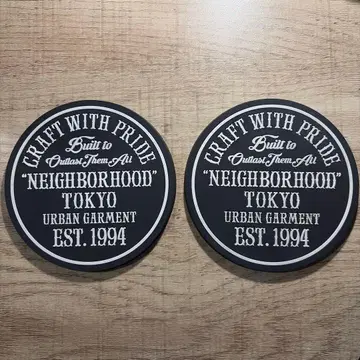 CRAFT WITH PRIDE
Built to
Outlast Them All
"NEIGHBORHOOD"
TOKYO
URBAN GARMENT
EST. 1994
CRAFT WITH PRIDE
Built to
Outlast Them All
"NEIGHBORHOOD"
TOKYO
URBAN GARMENT
EST. 1994